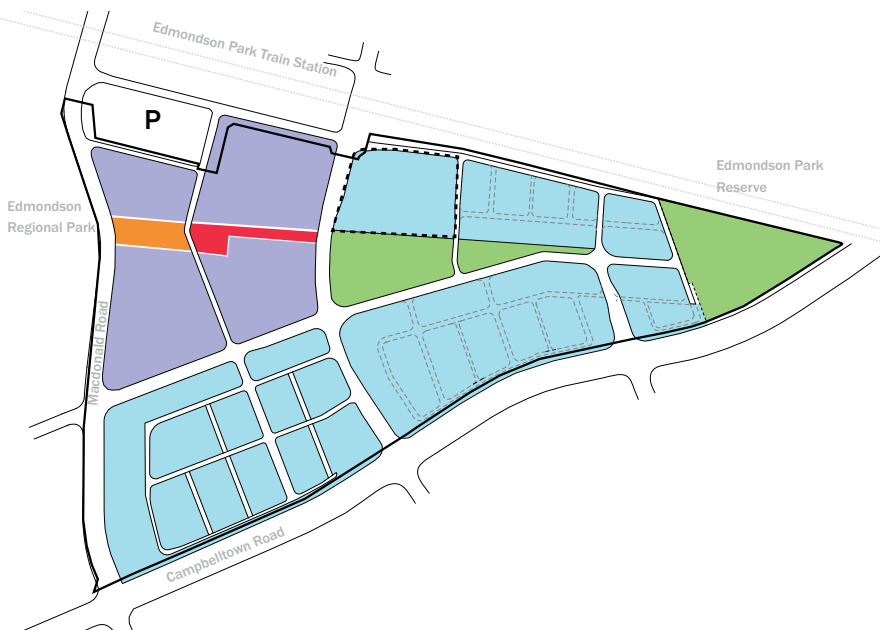 Edmondson Park Train Station
P
Edmondson Park
Reserve
Edmondson
Regional Park
Macdonald Road
Campbelltown Road